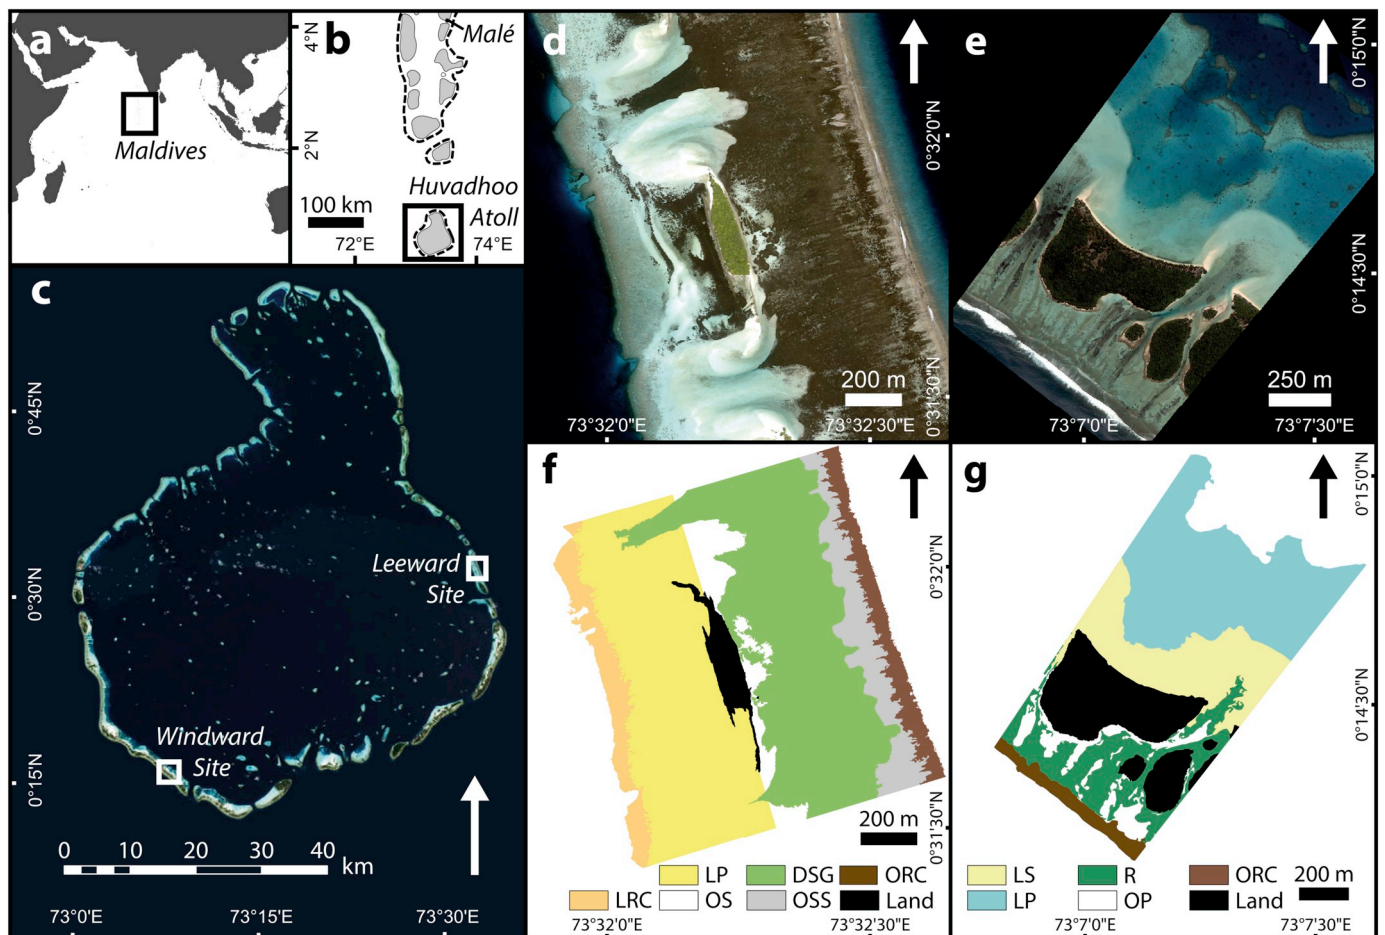 a
Maldives
b
4°N
2°N
Malé
Huvadhoo
Atoll
100 km
72°E
74°E
c
0°45'N
0°30'N
0°15'N
Leeward
Site
Windward
Site
0 10 20 30 40 km
73°0'E
73°15'E
73°30'E
d
0°32'0"N
0°31'30"N
200 m
73°32'0"E
73°32'30"E
e
0°15'0"N
0°14'30"N
250 m
73°7'0"E
73°7'30"E
f
0°32'0"N
0°31'30"N
200 m
LP
DSG
ORC
LRC
OS
OSS
Land
73°32'0"E
73°32'30"E
g
0°15'0"N
0°14'30"N
LS
R
ORC
200 m
LP
OP
Land
73°7'0"E
73°7'30"E